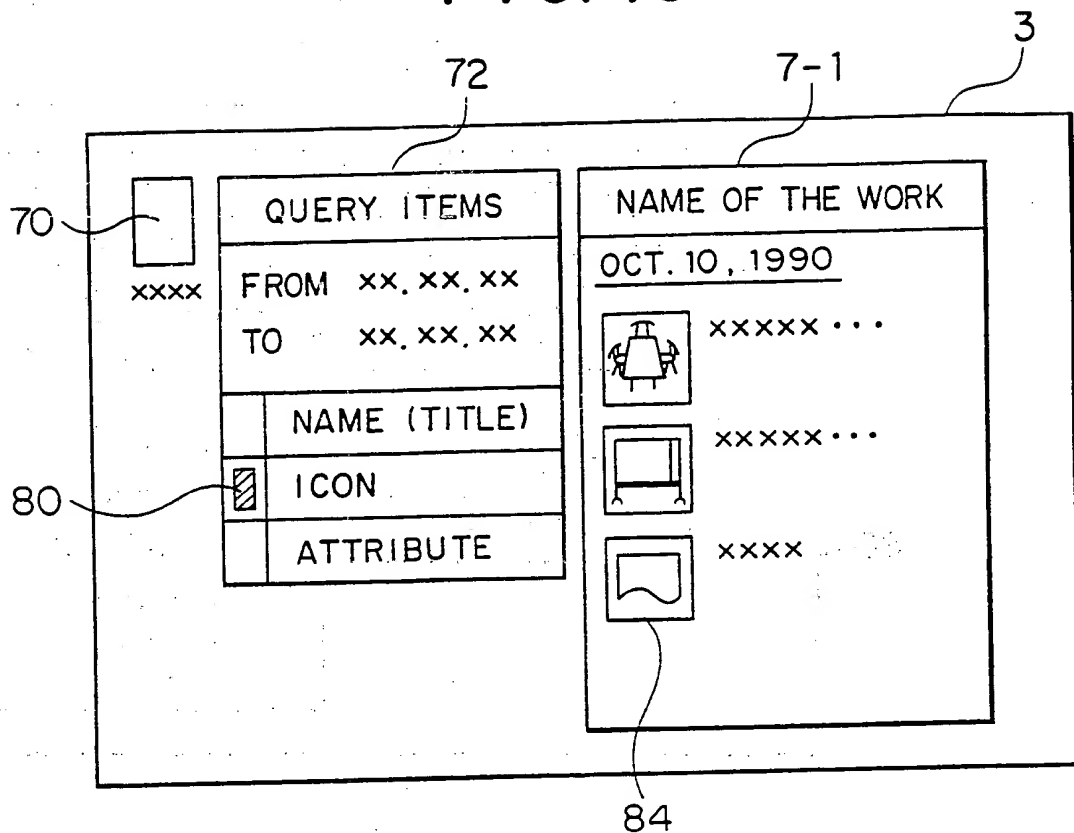 3
72
7-1
70
QUERY ITEMS
NAME OF THE WORK
xxxx
FROM xx. xx. xx
TO xx. xx. xx
OCT. 10, 1990
xxxxx ...
NAME (TITLE)
80
ICON
xxxxx ...
ATTRIBUTE
xxxx
84